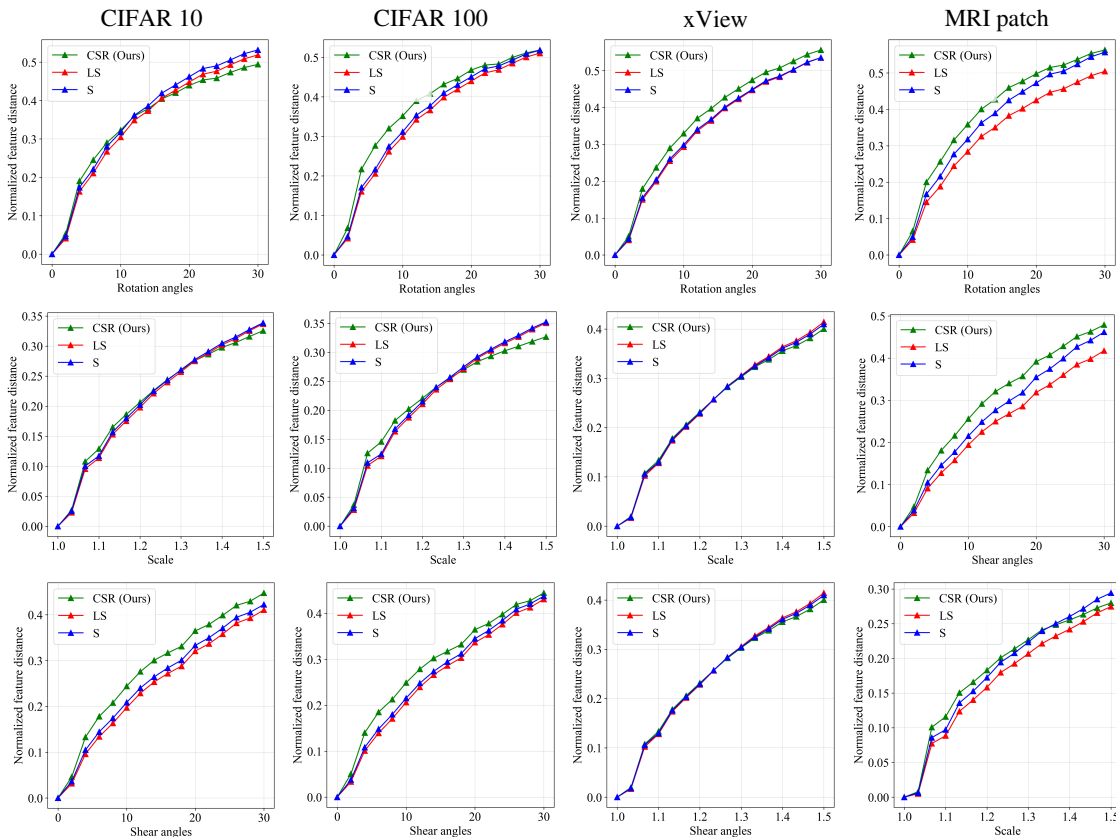 CIFAR 10 CIFAR 100 xView MRI patch
Normalized feature distance
0.5
0.4
0.3
0.2
0.1
0.0
CSR (Ours)
LS
S
0 10 20 30
Rotation angles
Normalized feature distance
0.5
0.4
0.3
0.2
0.1
0.0
CSR (Ours)
LS
S
0 10 20 30
Rotation angles
Normalized feature distance
0.5
0.4
0.3
0.2
0.1
0.0
CSR (Ours)
LS
S
0 10 20 30
Rotation angles
Normalized feature distance
0.5
0.4
0.3
0.2
0.1
0.0
CSR (Ours)
LS
S
0 10 20 30
Rotation angles
Normalized feature distance
0.35
0.30
0.25
0.20
0.15
0.10
0.05
0.00
CSR (Ours)
LS
S
1.0 1.1 1.2 1.3 1.4 1.5
Scale
Normalized feature distance
0.35
0.30
0.25
0.20
0.15
0.10
0.05
0.00
CSR (Ours)
LS
S
1.0 1.1 1.2 1.3 1.4 1.5
Scale
Normalized feature distance
0.4
0.3
0.2
0.1
0.0
CSR (Ours)
LS
S
1.0 1.1 1.2 1.3 1.4 1.5
Scale
Normalized feature distance
0.5
0.4
0.3
0.2
0.1
0.0
CSR (Ours)
LS
S
0 10 20 30
Shear angles
Normalized feature distance
0.4
0.3
0.2
0.1
0.0
CSR (Ours)
LS
S
0 10 20 30
Shear angles
Normalized feature distance
0.4
0.3
0.2
0.1
0.0
CSR (Ours)
LS
S
0 10 20 30
Shear angles
Normalized feature distance
0.4
0.3
0.2
0.1
0.0
CSR (Ours)
LS
S
1.0 1.1 1.2 1.3 1.4 1.5
Shear angles
Normalized feature distance
0.30
0.25
0.20
0.15
0.10
0.05
0.00
CSR (Ours)
LS
S
1.0 1.1 1.2 1.3 1.4 1.5
Scale